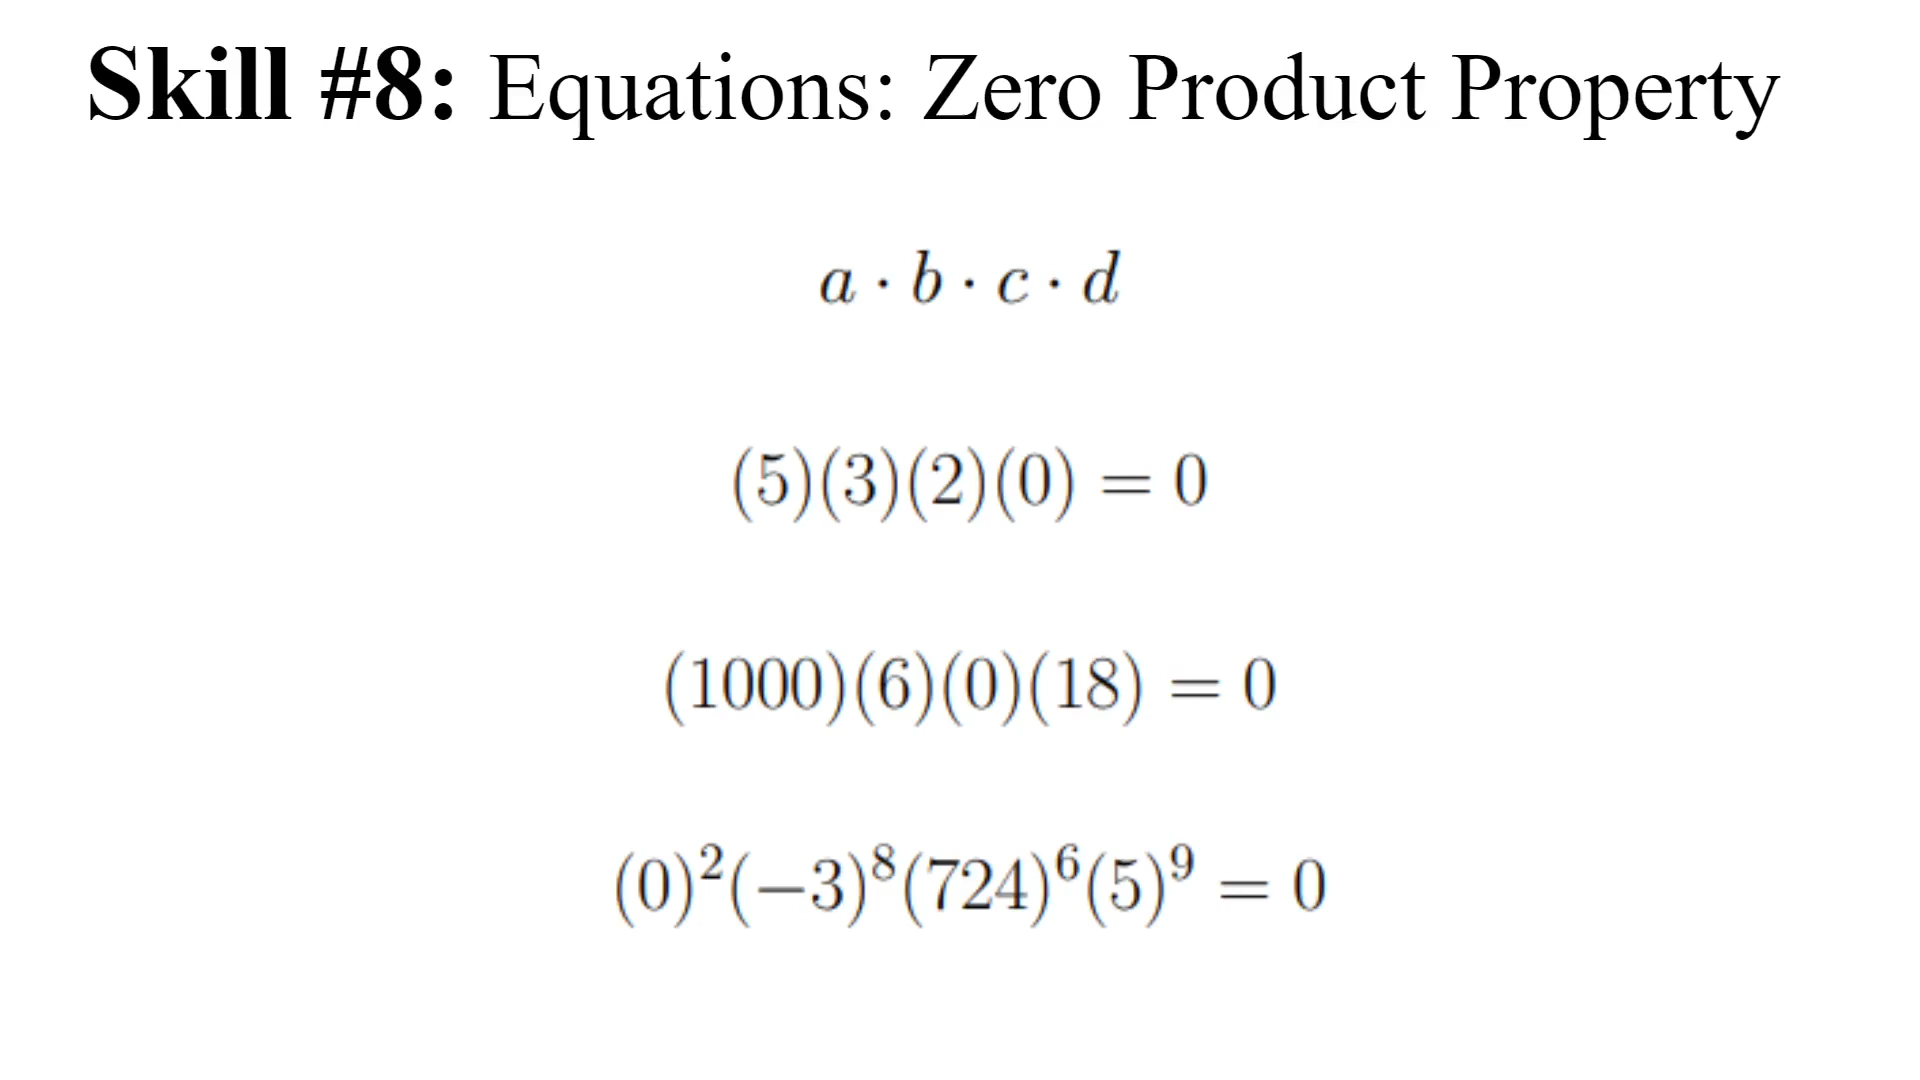 Skill #8: Equations: Zero Product Property
a · b · c · d
(5)(3)(2)(0) = 0
(1000)(6)(0)(18) = 0
(0)²(−3)⁸(724)⁶(5)⁹ = 0